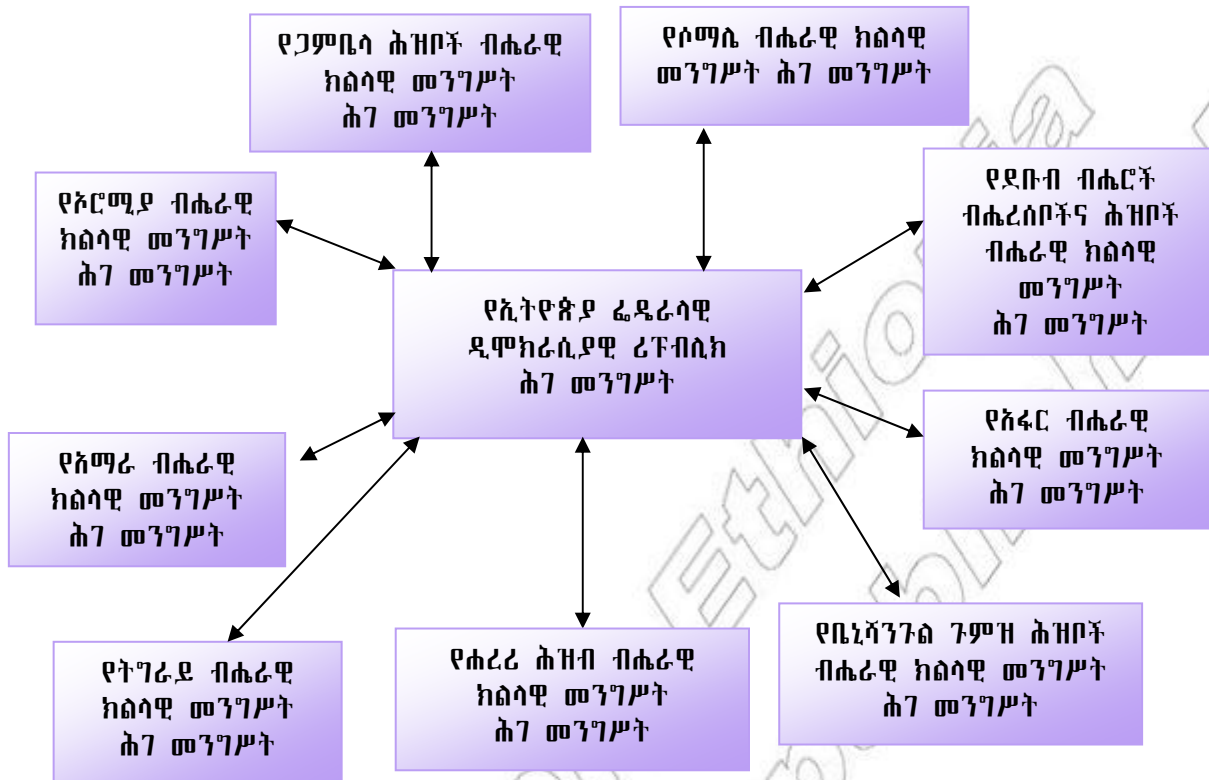 የጋምቤላ ሕዝቦች ብሔራዊ
ክልላዊ መንግሥት
ሕገ መንግሥት
የሶማሌ ብሔራዊ ክልላዊ
መንግሥት ሕገ መንግሥት
የኦሮሚያ ብሔራዊ
ክልላዊ መንግሥት
ሕገ መንግሥት
የደቡብ ብሔሮች
ብሔረሰቦችና ሕዝቦች
ብሔራዊ ክልላዊ
መንግሥት
ሕገ መንግሥት
የኢትዮጵያ ፌዴራላዊ
ዲሞክራሲያዊ ሪፑብሊክ
ሕገ መንግሥት
የአማራ ብሔራዊ
ክልላዊ መንግሥት
ሕገ መንግሥት
የአፋር ብሔራዊ
ክልላዊ መንግሥት
ሕገ መንግሥት
የትግራይ ብሔራዊ
ክልላዊ መንግሥት
ሕገ መንግሥት
የሐረሪ ሕዝብ ብሔራዊ
ክልላዊ መንግሥት
ሕገ መንግሥት
የቤኒሻንጉል ጉምዝ ሕዝቦች
ብሔራዊ ክልላዊ መንግሥት
ሕገ መንግሥት
Ethiopia